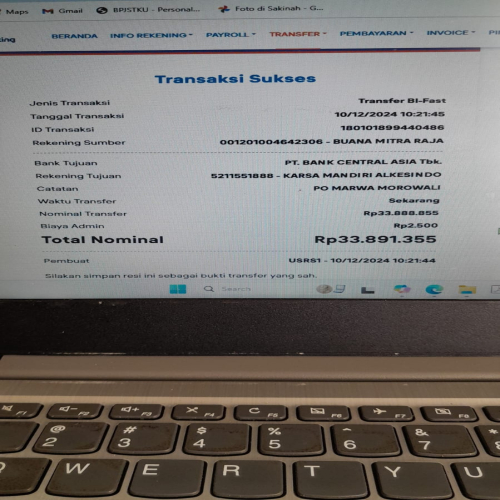 Maps Gmail BPJSTKU - Personal... Foto di Sakinah - G...
BERANDA INFO REKENING PAYROLL TRANSFER PEMBAYARAN INVOICE
Transaksi Sukses
Jenis Transaksi Transfer BI-Fast
Tanggal Transaksi 10/12/2024 10:21:45
ID Transaksi 180101899440486
Rekening Sumber 001201004642306 - BUANA MITRA RAJA
Bank Tujuan PT. BANK CENTRAL ASIA Tbk.
Rekening Tujuan 5211551888 - KARSA MANDIRI ALKESINDO
Catatan PO MARWA MOROWALI
Waktu Transfer Sekarang
Nominal Transfer Rp33.888.855
Biaya Admin Rp2.500
Total Nominal Rp33.891.355
Pembuat USRS1 - 10/12/2024 10:21:44
Silakan simpan resi ini sebagai bukti transfer yang sah.
Search
F1 F2 F3 F4 F5 F6 F7 F8
@ # $ % ^ &
2 3 4 5 6 7
W E R T Y U